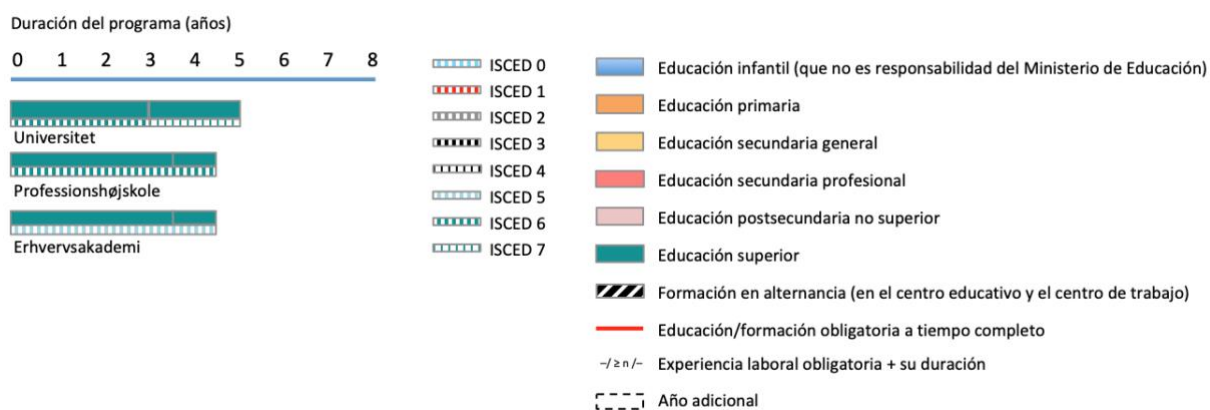 Duración del programa (años)
0 1 2 3 4 5 6 7 8
Universitet
Professionshøjskole
Erhvervsakademi
ISCED 0
ISCED 1
ISCED 2
ISCED 3
ISCED 4
ISCED 5
ISCED 6
ISCED 7
Educación infantil (que no es responsabilidad del Ministerio de Educación)
Educación primaria
Educación secundaria general
Educación secundaria profesional
Educación postsecundaria no superior
Educación superior
Formación en alternancia (en el centro educativo y el centro de trabajo)
Educación/formación obligatoria a tiempo completo
–/ ≥ n /– Experiencia laboral obligatoria + su duración
Año adicional